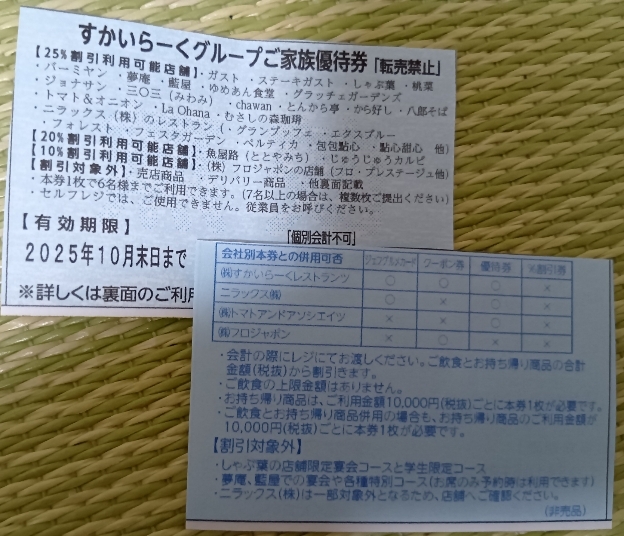 すかいらーくグループご家族優待券「転売禁止」
【25%割引利用可能店舗】・ガスト ・ステーキガスト ・しゃぶ葉 ・桃菜
・バーミヤン ・夢庵 ・藍屋 ・ゆめあん食堂 ・グラッチェガーデンズ
・ジョナサン ・三〇三(みわみ) ・chawan ・とんから亭 ・から好し ・八郎そば
・トマト&オニオン ・La Ohana ・むさしの森珈琲
・ニラックス(株)のレストラン(・グランブッフェ ・エクスブルー
・フォレスト ・フェスタガーデン ・ペルティカ ・包包點心 ・點心甜心 他)
【20%割引利用可能店舗】・魚屋路(ととやみち) ・じゅうじゅうカルビ
【10%割引利用可能店舗】・(株)フロジャポンの店舗(フロ・プレステージュ他)
【割引対象外】・売店商品 ・デリバリー商品 ・他裏面記載
・本券1枚で6名様までご利用できます。(7名以上の場合は、複数枚ご提出ください)
・セルフレジでは、ご使用できません。従業員をお呼びください。
【有効期限】 「個別会計不可」
2025年10月末日まで
※詳しくは裏面のご利用
会社別本券との併用可否 ジェフグルメカード クーポン券 優待券 %割引券
㈱すかいらーくレストランツ ○ ○ ○ ×
ニラックス㈱ ○ × ○ ×
㈱トマトアンドアソシエイツ × × ○ ×
㈱フロジャポン × ○ × ×
・会計の際にレジにてお渡しください。ご飲食とお持ち帰り商品の合計
金額(税抜)から割引きます。
・ご飲食の上限金額はありません。
・お持ち帰り商品は、ご利用金額10,000円(税抜)ごとに本券1枚が必要です。
・ご飲食とお持ち帰り商品併用の場合も、お持ち帰り商品のご利用金額が
10,000円(税抜)ごとに本券1枚が必要です。
【割引対象外】
・しゃぶ葉の店舗限定宴会コースと学生限定コース
・夢庵、藍屋での宴会や各種特別コース(お席のみ予約時は利用できます)
・ニラックス(株)は一部対象外となるため、店舗へご確認ください。
(非売品)